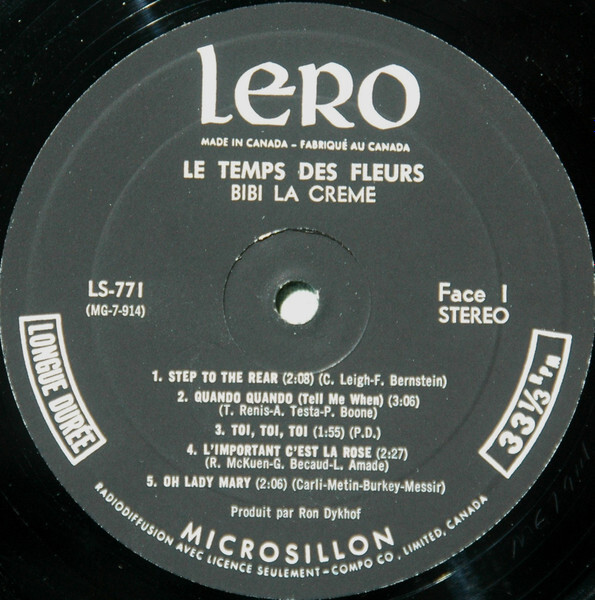 LERO
MADE IN CANADA – FABRIQUÉ AU CANADA
LE TEMPS DES FLEURS
BIBI LA CREME
LS-771
(MG-7-914)
Face 1
STEREO
LONGUE DURÉE
33 1/3 R.P.M
1. STEP TO THE REAR (2:08) (C. Leigh-F. Bernstein)
2. QUANDO QUANDO (Tell Me When) (3:06)
(T. Renis-A. Testa-P. Boone)
3. TOI, TOI, TOI (1:55) (P.D.)
4. L'IMPORTANT C'EST LA ROSE (2:27)
(R. McKuen-G. Becaud-L. Amade)
5. OH LADY MARY (2:06) (Carli-Metin-Burkey-Messir)
Produit par Ron Dykhof
MICROSILLON
RADIODIFFUSION AVEC LICENCE SEULEMENT – COMPO CO., LIMITED, CANADA